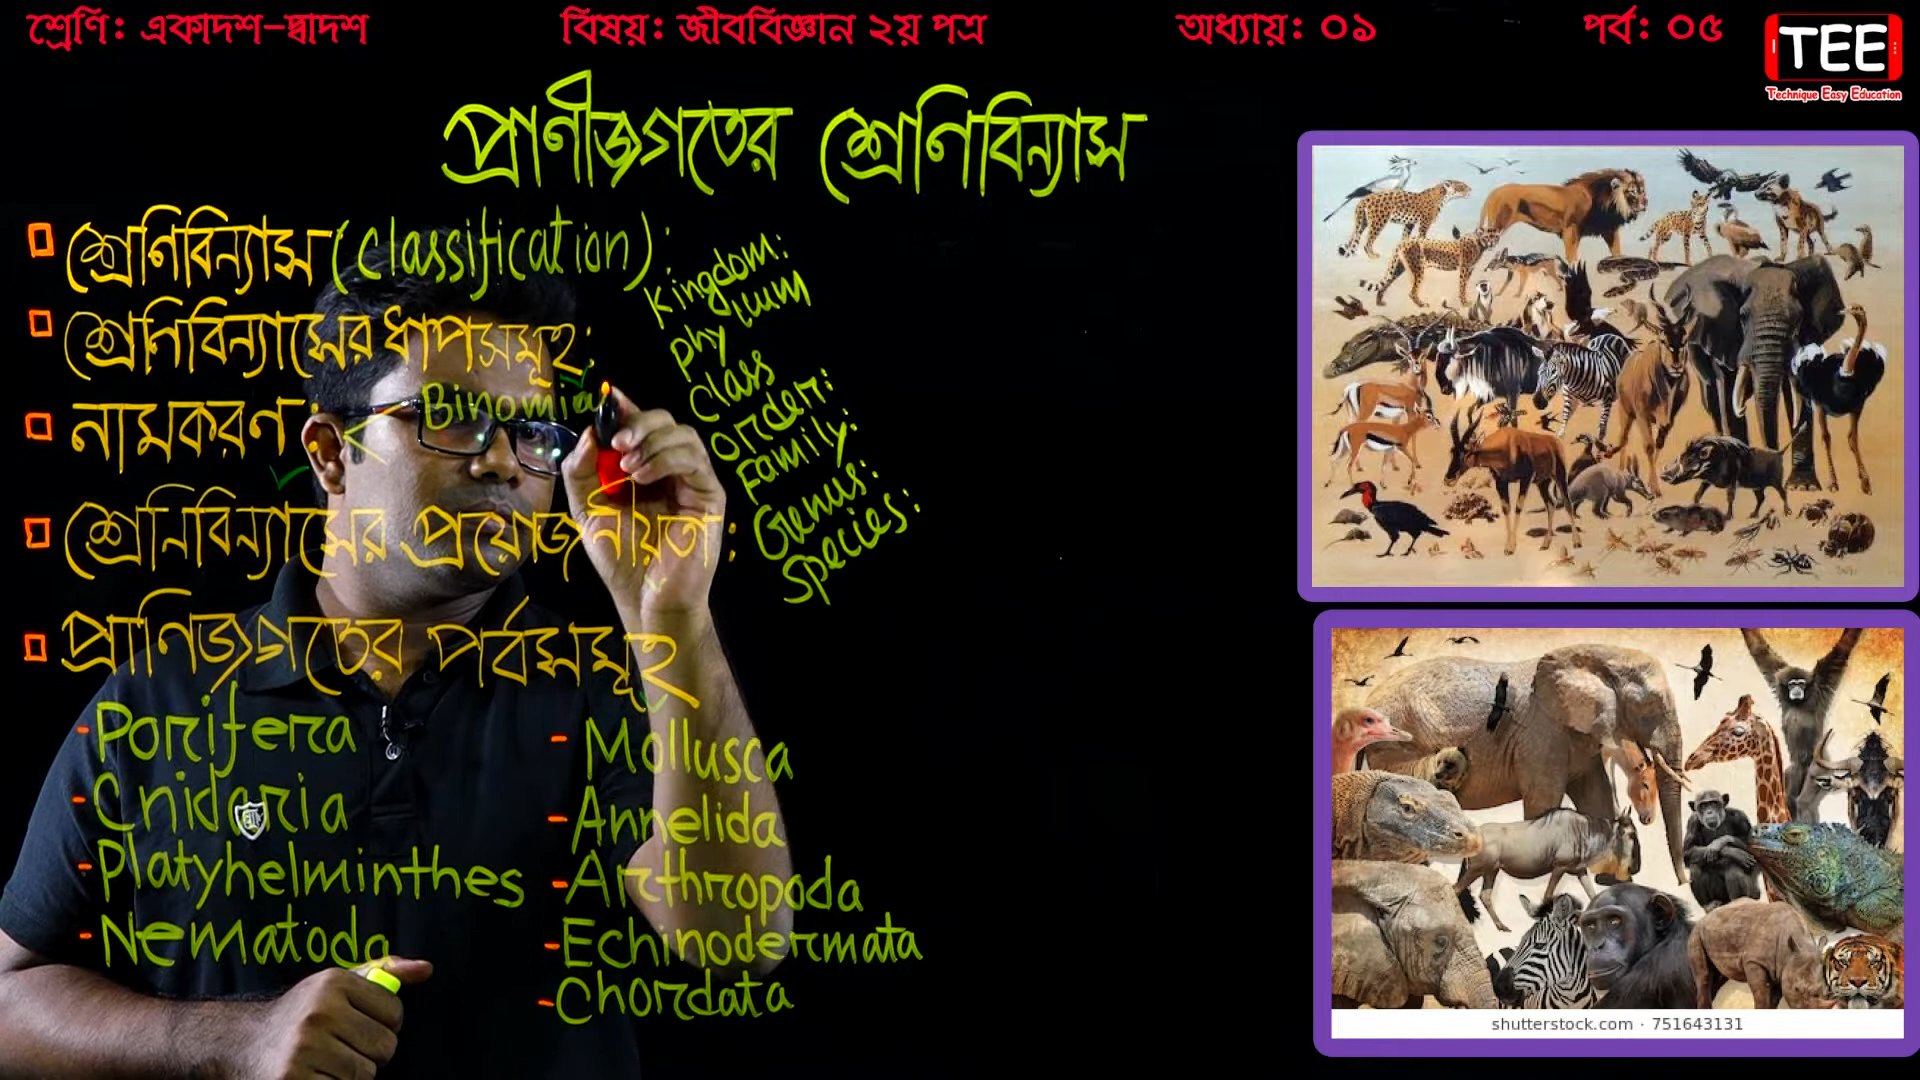 শ্রেণি: একাদশ-দ্বাদশ
বিষয়: জীববিজ্ঞান ২য় পত্র
অধ্যায়: ০১
পর্ব: ০৫
TEE
Technique Easy Education
প্রাণীজগতের শ্রেণিবিন্যাস
শ্রেণিবিন্যাস (classification):
শ্রেনিবিন্যাসের ধাপসমূহ:
নামকরণ: < Binomia
শ্রেনিবিন্যাসের প্রয়োজনীয়তা:
প্রানিজগতের পর্বসমূহ
Kingdom:
Phylum
Class
order:
Family:
Genus:
Species:
- Porifera
- Cnidaria
- Platyhelminthes
- Nematoda
- Mollusca
- Annelida
- Arthropoda
- Echinodermata
- Chordata
shutterstock.com · 751643131